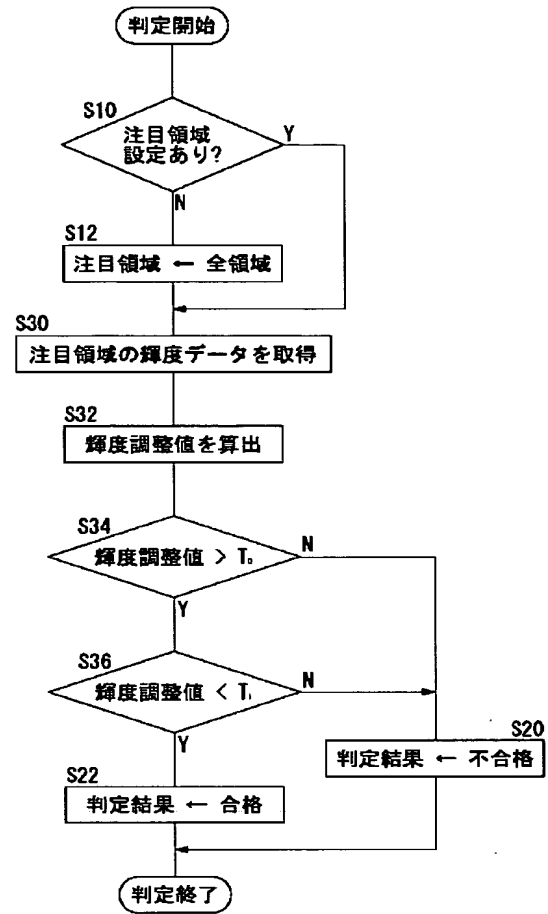 判定開始
S10
注目領域
設定あり?
Y
N
S12
注目領域 ← 全領域
S30
注目領域の輝度データを取得
S32
輝度調整値を算出
S34
輝度調整値 > T₀
N
Y
S36
輝度調整値 < T₁
N
Y
S20
判定結果 ← 不合格
S22
判定結果 ← 合格
判定終了